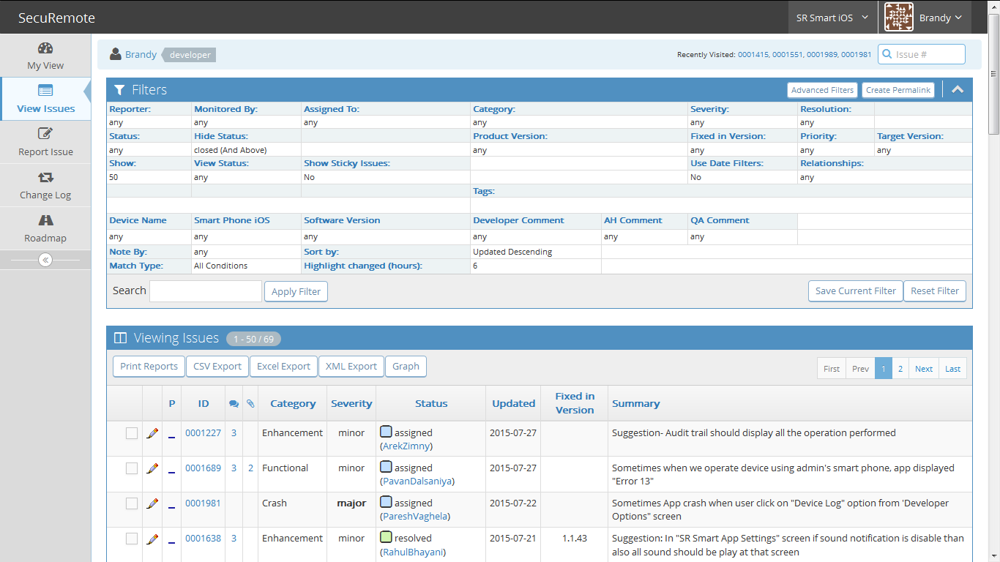 SecuRemote
SR Smart iOS
Brandy
My View
View Issues
Report Issue
Change Log
Roadmap
Brandy developer
Recently Visited: 0001415, 0001551, 0001989, 0001981
Issue #
Filters
Advanced Filters Create Permalink
Reporter: Monitored By: Assigned To: Category: Severity: Resolution:
any any any any any any
Status: Hide Status: Product Version: Fixed in Version: Priority: Target Version:
any closed (And Above) any any any any
Show: View Status: Show Sticky Issues: Use Date Filters: Relationships:
50 any No No any
Tags:
Device Name Smart Phone iOS Software Version Developer Comment AH Comment QA Comment
any any any any any any
Note By: any Sort by: Updated Descending
Match Type: All Conditions Highlight changed (hours): 6
Search Apply Filter Save Current Filter Reset Filter
Viewing Issues 1 - 50 / 69
Print Reports CSV Export Excel Export XML Export Graph First Prev 1 2 Next Last
P ID Category Severity Status Updated Fixed in Version Summary
0001227 3 Enhancement minor assigned 2015-07-27 Suggestion- Audit trail should display all the operation performed
(ArekZimny)
0001689 3 2 Functional minor assigned 2015-07-27 Sometimes when we operate device using admin's smart phone, app displayed
(PavanDalsaniya) "Error 13"
0001981 Crash major assigned 2015-07-22 Sometimes App crash when user click on "Device Log" option from 'Developer
(PareshVaghela) Options" screen
0001638 3 Enhancement minor resolved 2015-07-21 1.1.43 Suggestion: In "SR Smart App Settings" screen if sound notification is disable than
(RahulBhayani) also all sound should be play at that screen